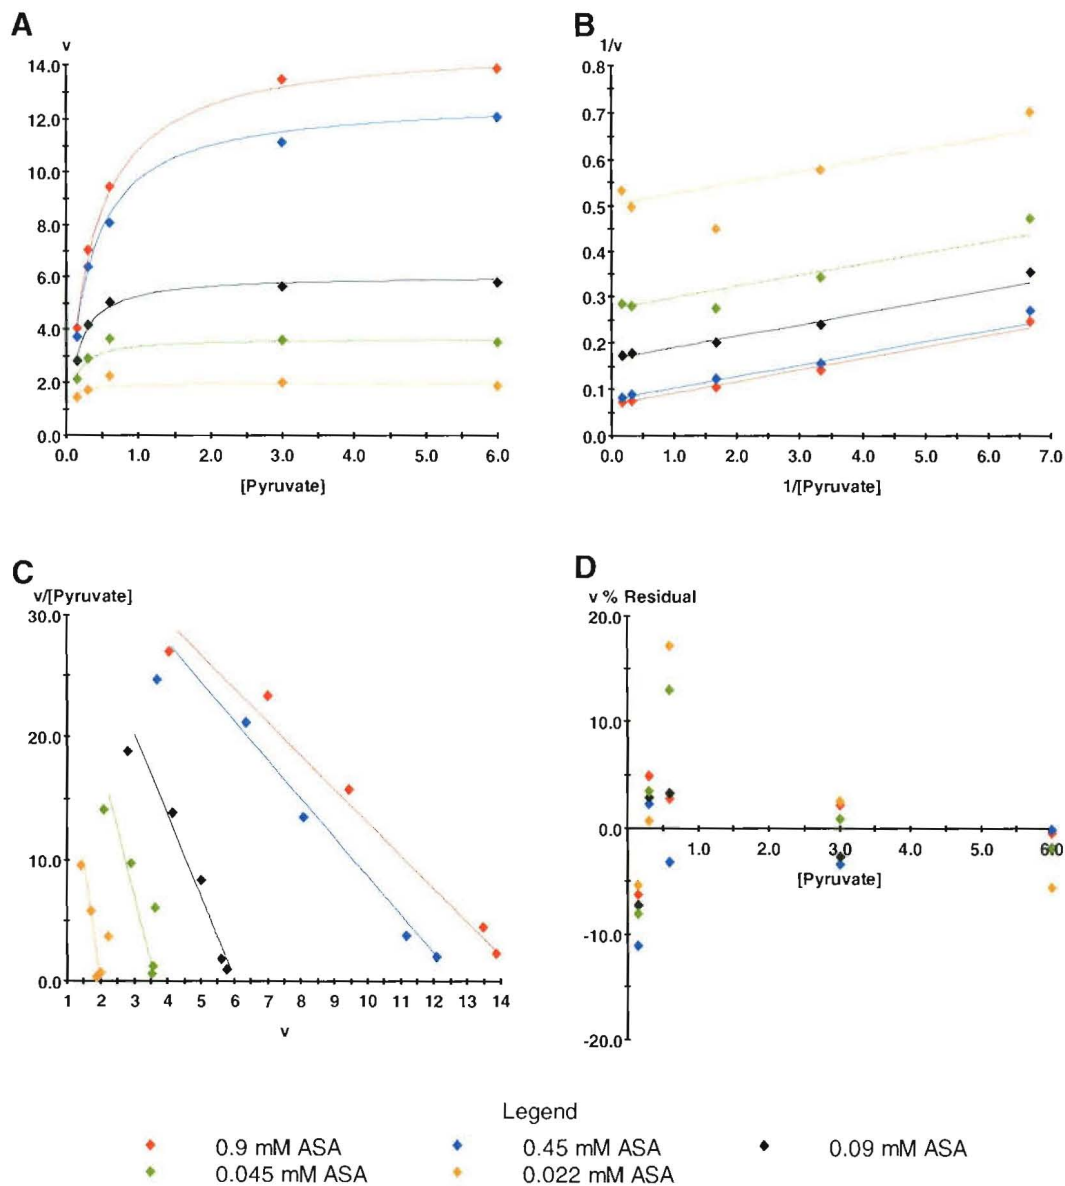 A
v
14.0
12.0
10.0
8.0
6.0
4.0
2.0
0.0
0.0 1.0 2.0 3.0 4.0 5.0 6.0
[Pyruvate]
B
1/v
0.8
0.7
0.6
0.5
0.4
0.3
0.2
0.1
0.0
0.0 1.0 2.0 3.0 4.0 5.0 6.0 7.0
1/[Pyruvate]
C
v/[Pyruvate]
30.0
20.0
10.0
0.0
1 2 3 4 5 6 7 8 9 10 11 12 13 14
v
D
v % Residual
20.0
10.0
0.0
-10.0
-20.0
1.0 2.0 3.0 4.0 5.0 6.0
[Pyruvate]
Legend
0.9 mM ASA 0.45 mM ASA 0.09 mM ASA
0.045 mM ASA 0.022 mM ASA